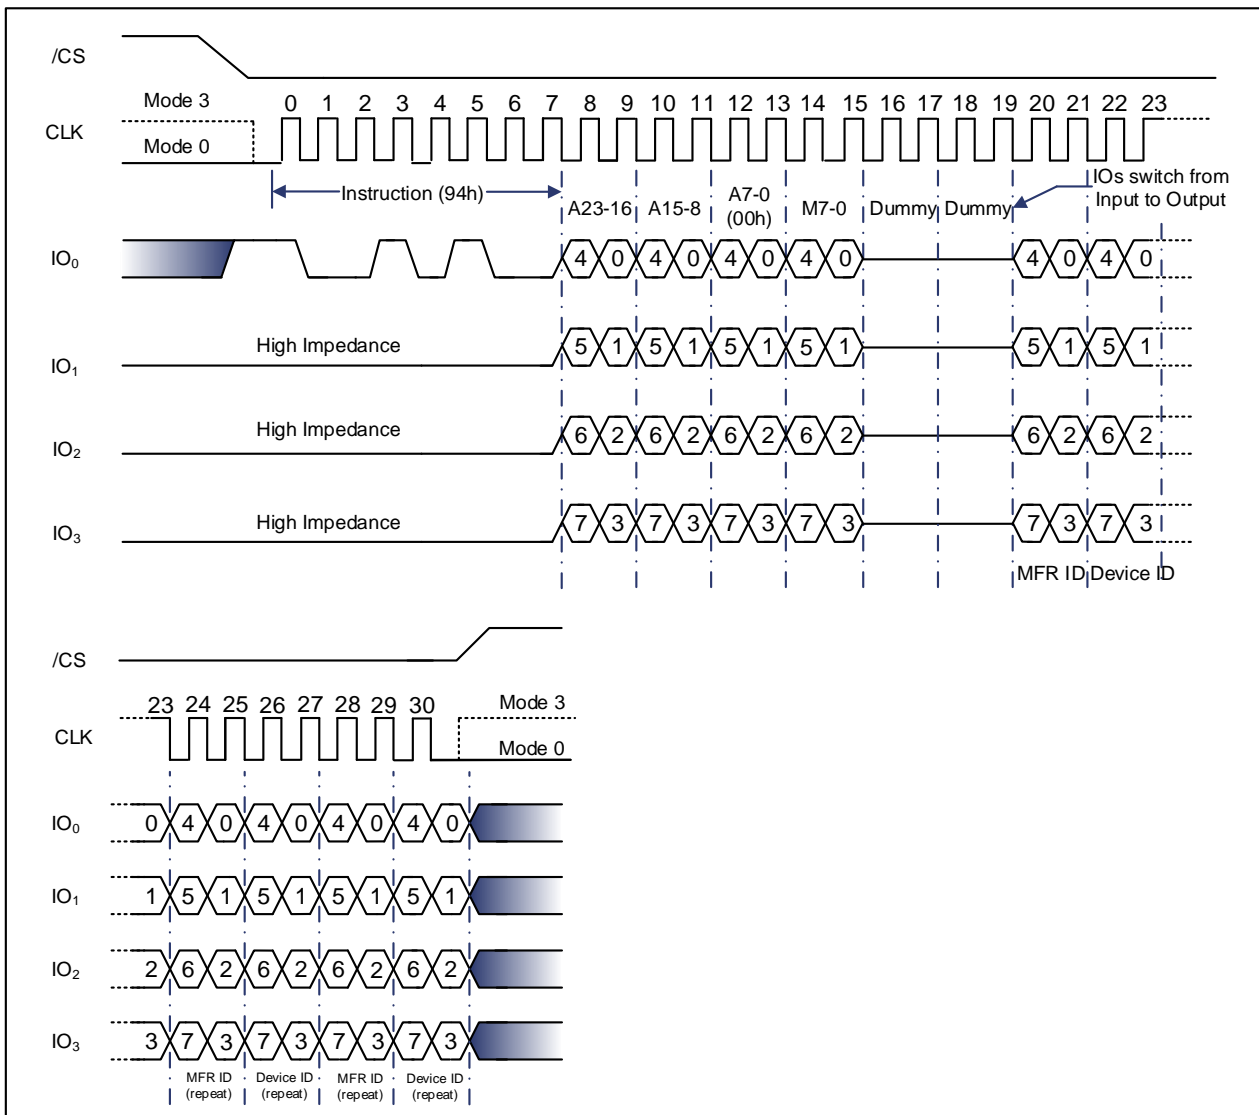 /CS
Mode 3
0 1 2 3 4 5 6 7 8 9 10 11 12 13 14 15 16 17 18 19 20 21 22 23
CLK
Mode 0
Instruction (94h)
A23-16 A15-8 A7-0 (00h) M7-0 Dummy Dummy
IOs switch from
Input to Output
IO0 4 0 4 0 4 0 4 0 4 0 4 0
High Impedance
IO1 5 1 5 1 5 1 5 1 5 1 5 1
High Impedance
IO2 6 2 6 2 6 2 6 2 6 2 6 2
High Impedance
IO3 7 3 7 3 7 3 7 3 7 3 7 3
MFR ID Device ID
/CS
23 24 25 26 27 28 29 30 Mode 3
CLK
Mode 0
IO0 0 4 0 4 0 4 0 4 0
IO1 1 5 1 5 1 5 1 5 1
IO2 2 6 2 6 2 6 2 6 2
IO3 3 7 3 7 3 7 3 7 3
MFR ID Device ID MFR ID Device ID
(repeat) (repeat) (repeat) (repeat)